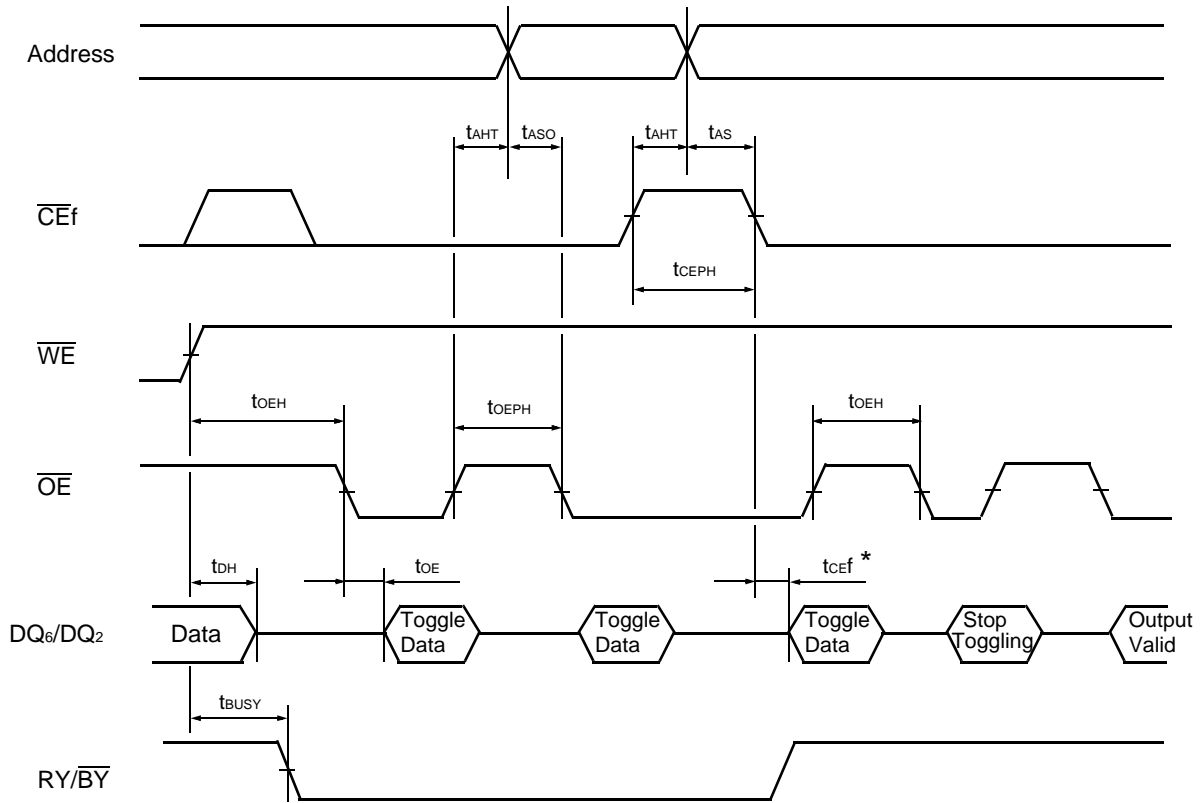 Address
tAHT tASO tAHT tAS
CEf
tCEPH
WE
tOEH tOEPH tOEH
OE
tDH tOE tCEf *
DQ6/DQ2 Data Toggle Data Toggle Data Toggle Data Stop Toggling Output Valid
tBUSY
RY/BY